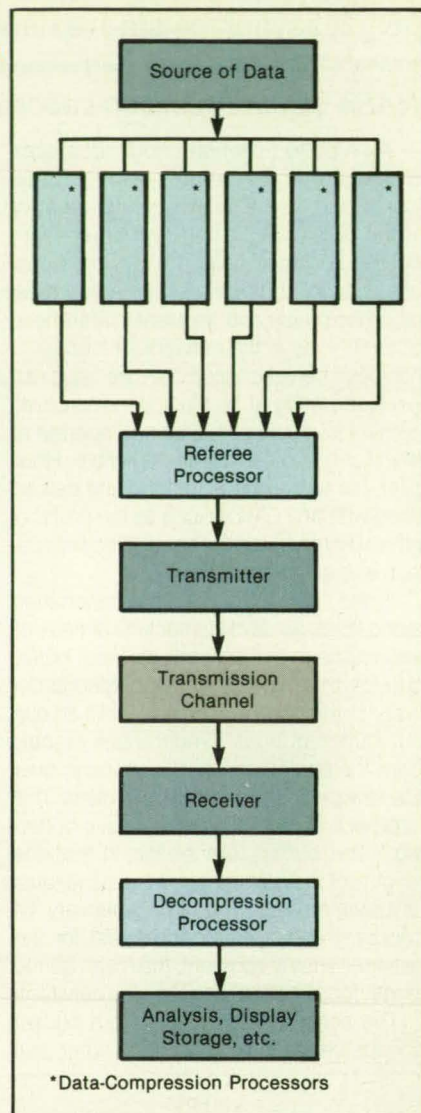 Source of Data
* * * * * *
Referee
Processor
Transmitter
Transmission
Channel
Receiver
Decompression
Processor
Analysis, Display
Storage, etc.
*Data-Compression Processors